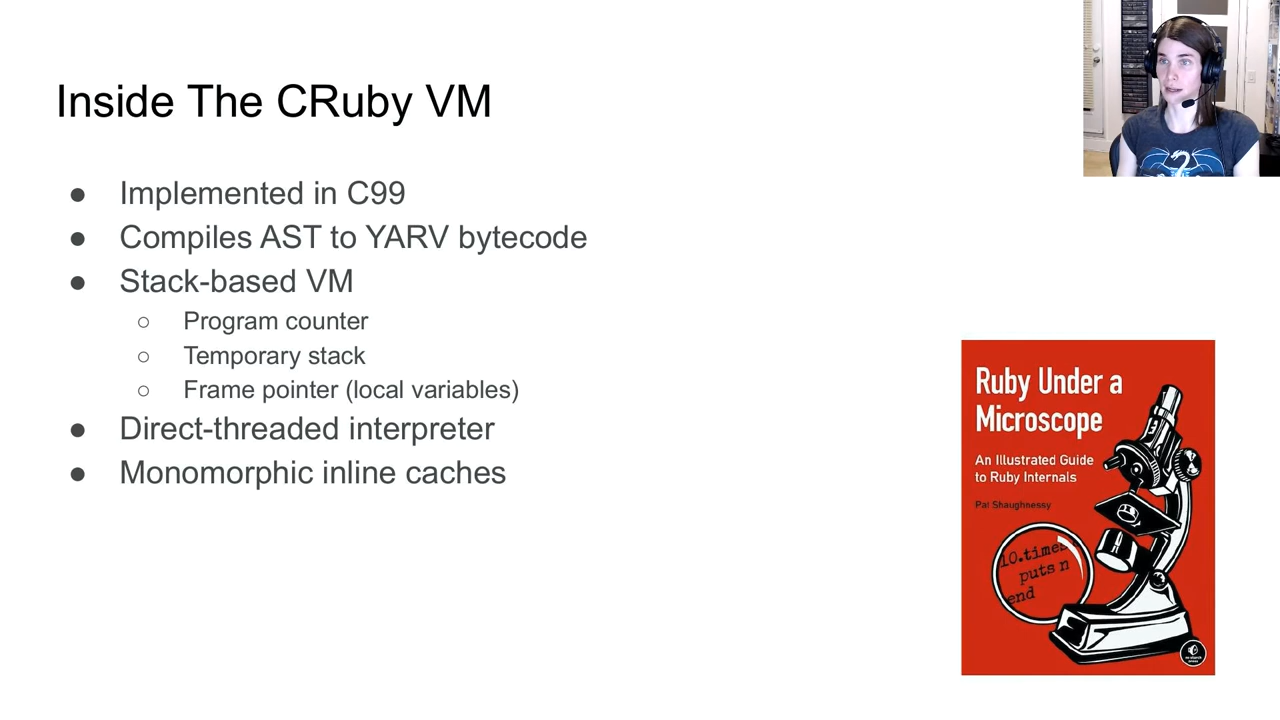 Inside The CRuby VM
● Implemented in C99
● Compiles AST to YARV bytecode
● Stack-based VM
○ Program counter
○ Temporary stack
○ Frame pointer (local variables)
● Direct-threaded interpreter
● Monomorphic inline caches
Ruby Under a
Microscope
An Illustrated Guide
to Ruby Internals
Pat Shaughnessy
10.times
puts n
end